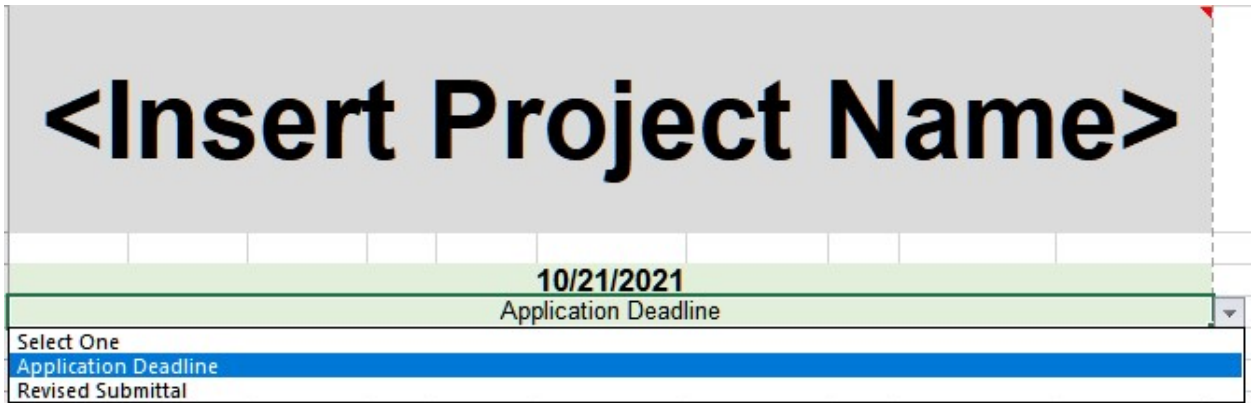 <Insert Project Name>
10/21/2021
Application Deadline
Select One
Application Deadline
Revised Submittal